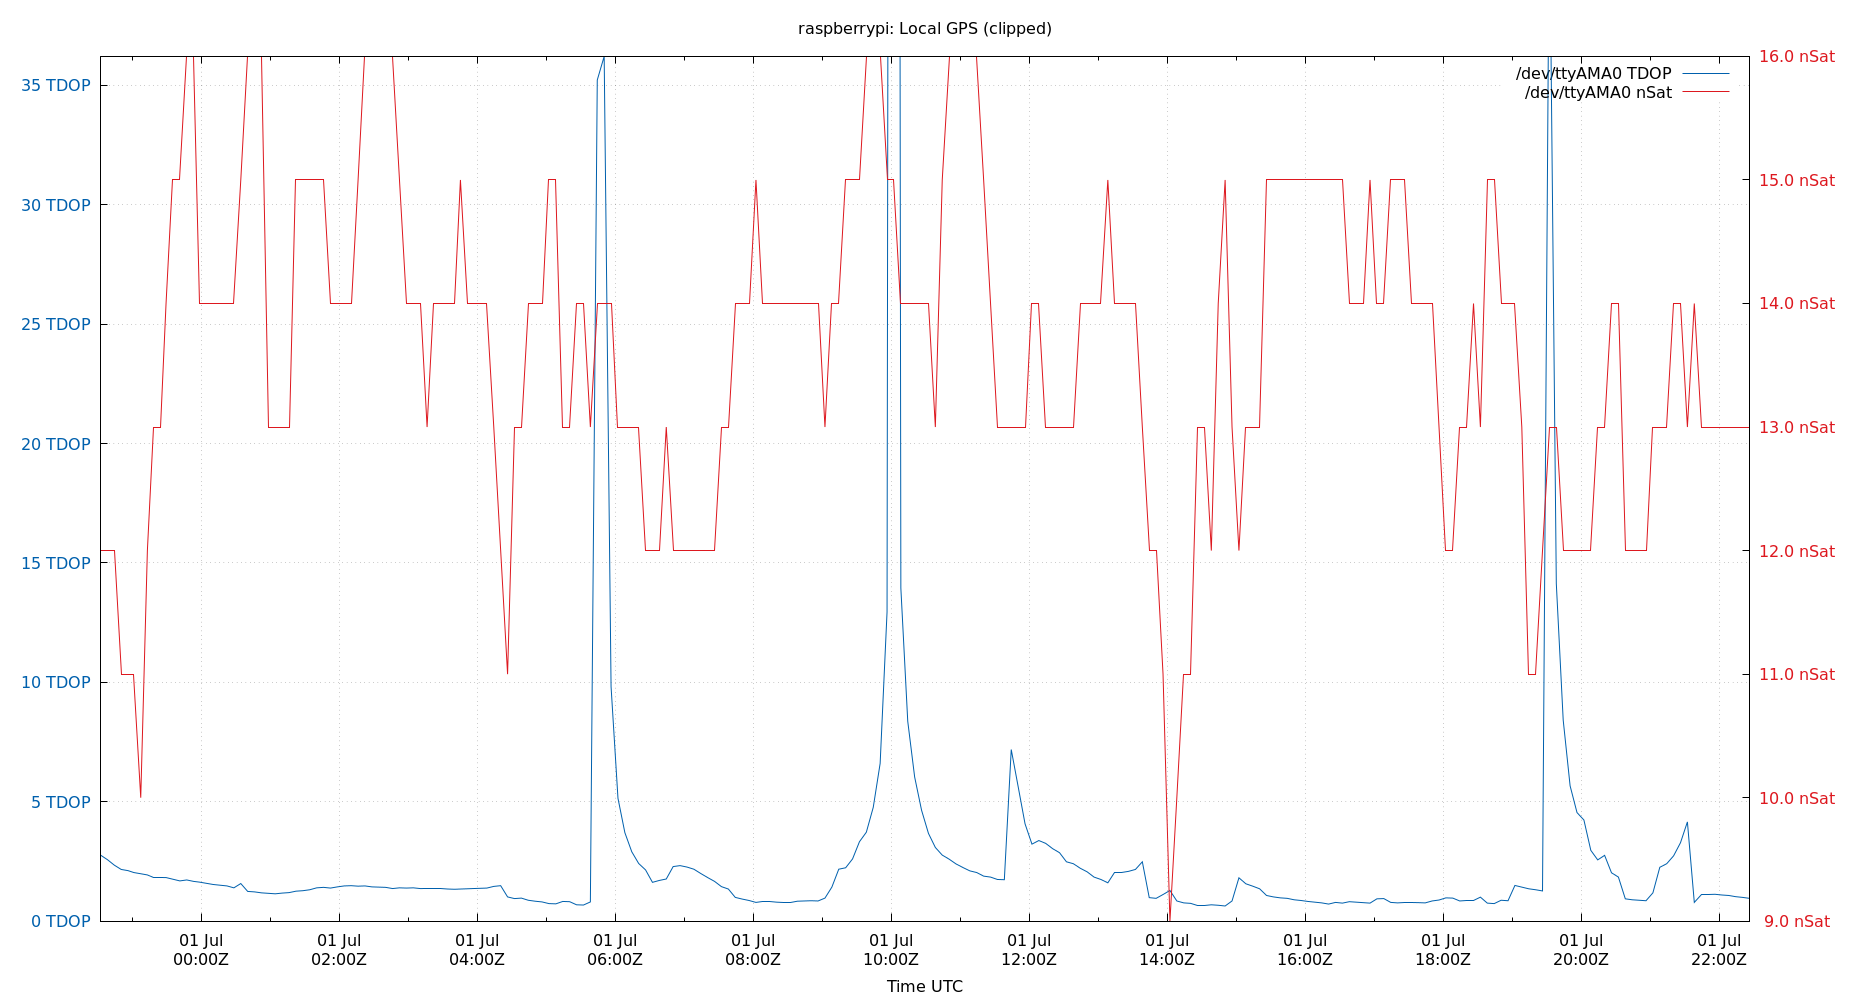 raspberrypi: Local GPS (clipped)
/dev/ttyAMA0 TDOP
/dev/ttyAMA0 nSat
35 TDOP
30 TDOP
25 TDOP
20 TDOP
15 TDOP
10 TDOP
5 TDOP
0 TDOP
16.0 nSat
15.0 nSat
14.0 nSat
13.0 nSat
12.0 nSat
11.0 nSat
10.0 nSat
9.0 nSat
01 Jul 01 Jul 01 Jul 01 Jul 01 Jul 01 Jul 01 Jul 01 Jul 01 Jul 01 Jul 01 Jul 01 Jul
00:00Z 02:00Z 04:00Z 06:00Z 08:00Z 10:00Z 12:00Z 14:00Z 16:00Z 18:00Z 20:00Z 22:00Z
Time UTC